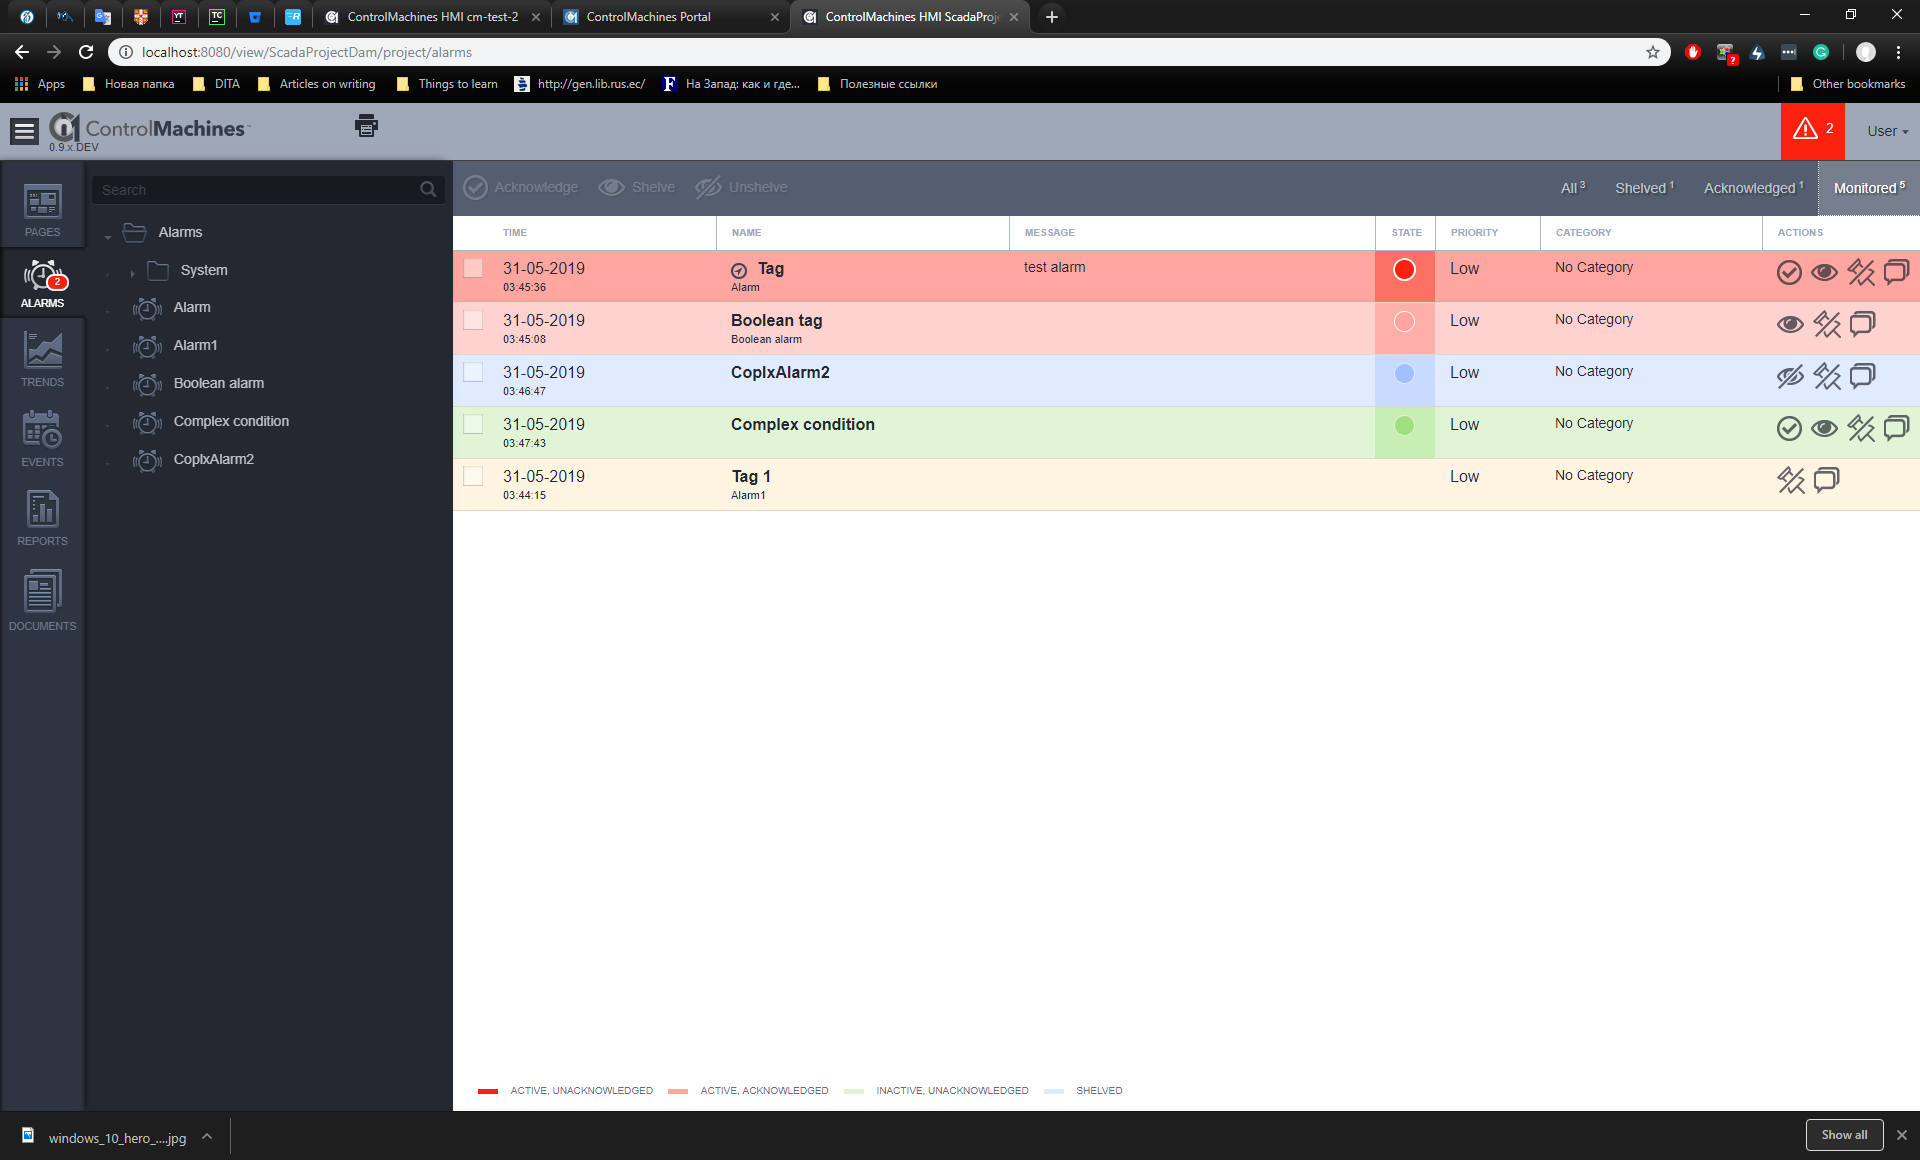 ControlMachines HMI cm-test-2
ControlMachines Portal
ControlMachines HMI ScadaProje
localhost:8080/view/ScadaProjectDam/project/alarms
Apps
Новая папка
DITA
Articles on writing
Things to learn
http://gen.lib.rus.ec/
На Запад: как и где...
Полезные ссылки
Other bookmarks
ControlMachines
0.9.x.DEV
2
User
PAGES
2
ALARMS
TRENDS
EVENTS
REPORTS
DOCUMENTS
Search
Alarms
System
Alarm
Alarm1
Boolean alarm
Complex condition
CoplxAlarm2
Acknowledge
Shelve
Unshelve
All 3
Shelved 1
Acknowledged 1
Monitored 5
TIME NAME MESSAGE STATE PRIORITY CATEGORY ACTIONS
31-05-2019 Tag test alarm Low No Category
03:45:36 Alarm
31-05-2019 Boolean tag Low No Category
03:45:08 Boolean alarm
31-05-2019 CoplxAlarm2 Low No Category
03:46:47
31-05-2019 Complex condition Low No Category
03:47:43
31-05-2019 Tag 1 Low No Category
03:44:15 Alarm1
ACTIVE, UNACKNOWLEDGED
ACTIVE, ACKNOWLEDGED
INACTIVE, UNACKNOWLEDGED
SHELVED
windows_10_hero_....jpg
Show all